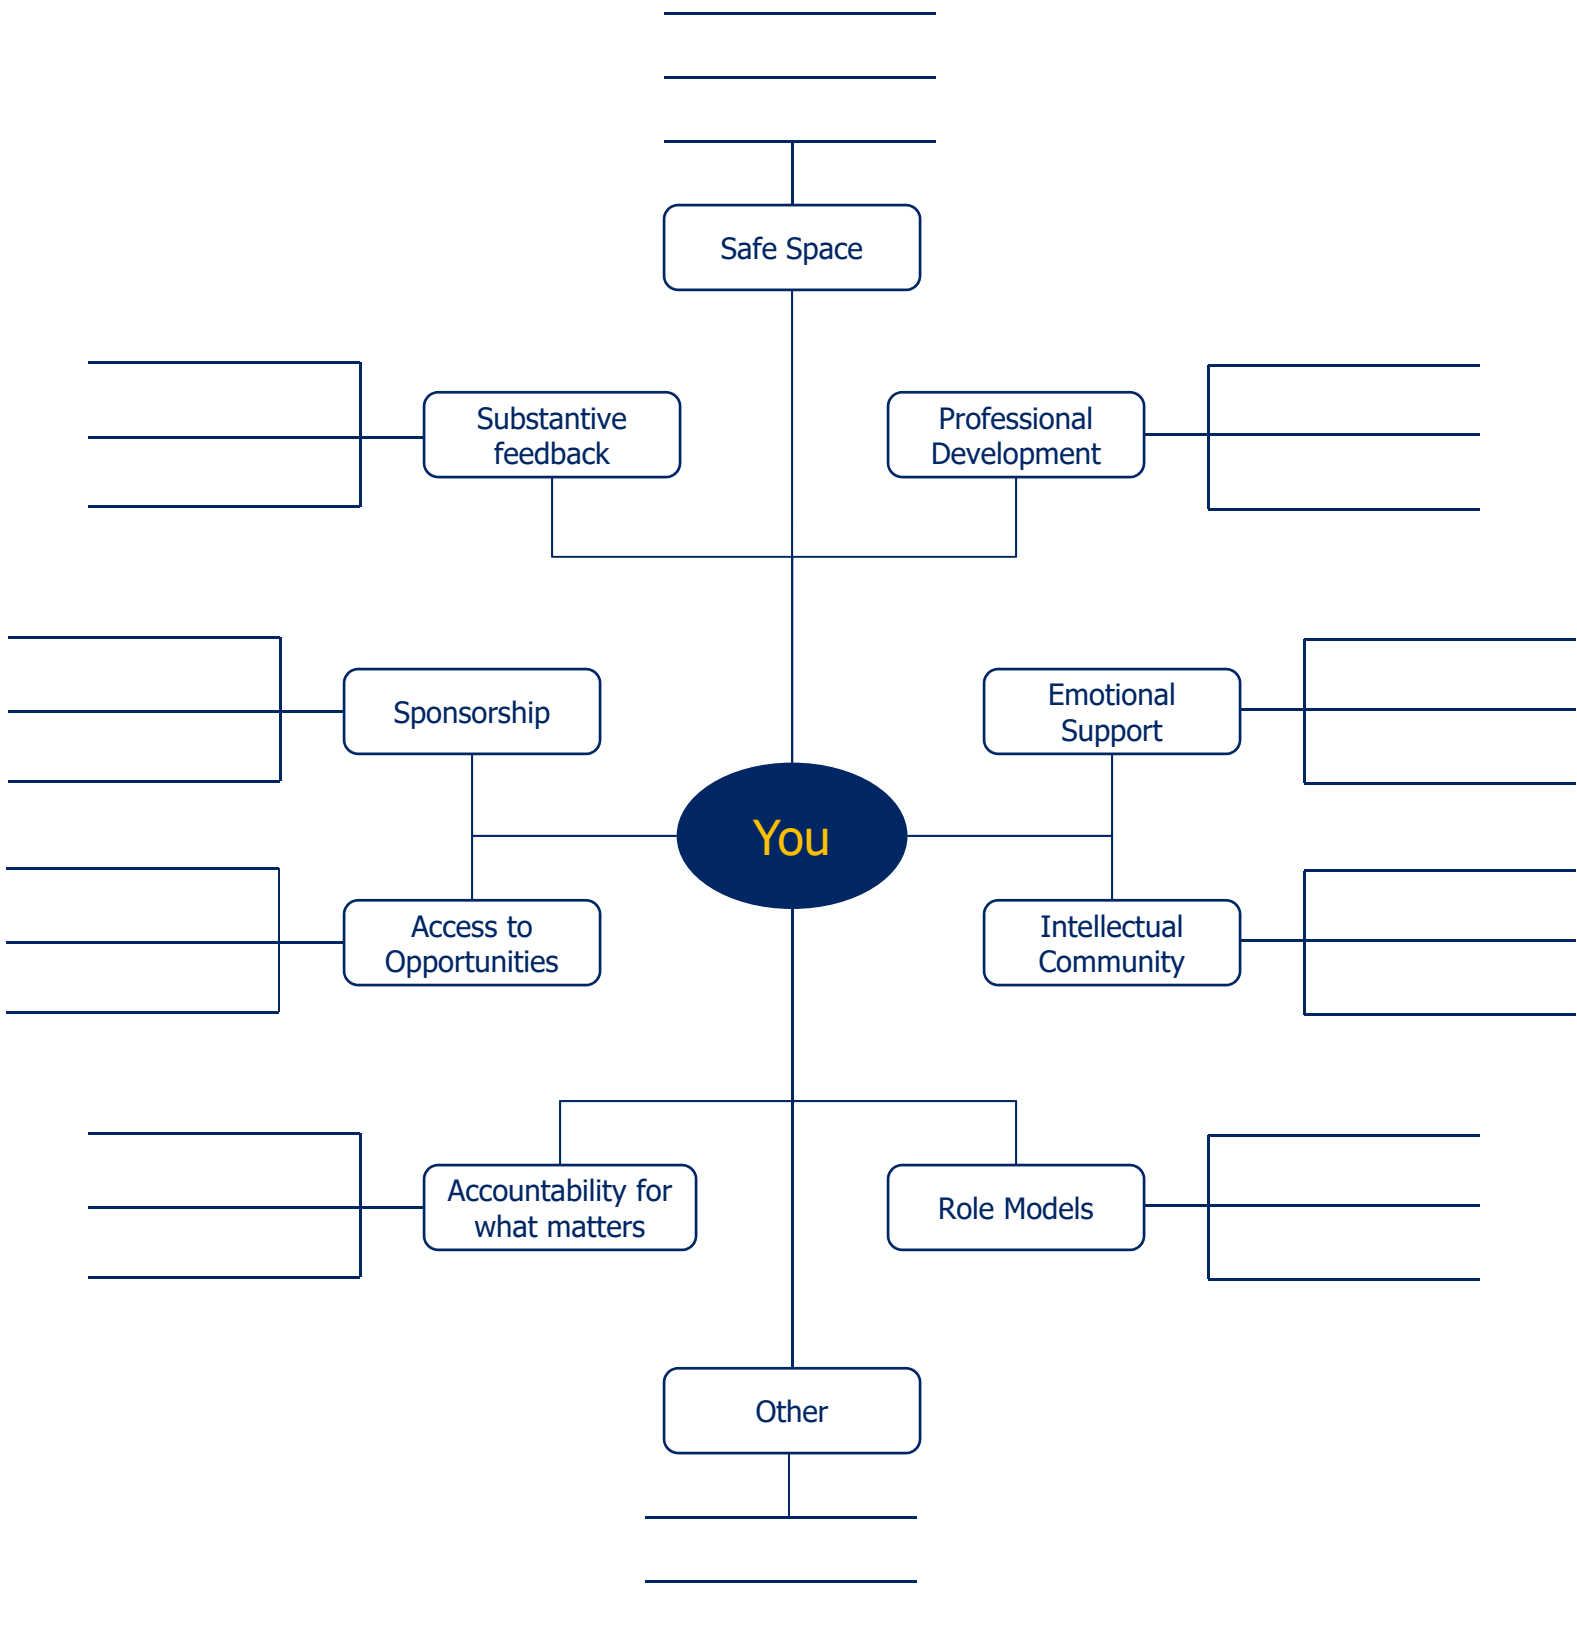 Safe Space
Substantive
feedback
Professional
Development
Sponsorship
Emotional
Support
You
Access to
Opportunities
Intellectual
Community
Accountability for
what matters
Role Models
Other